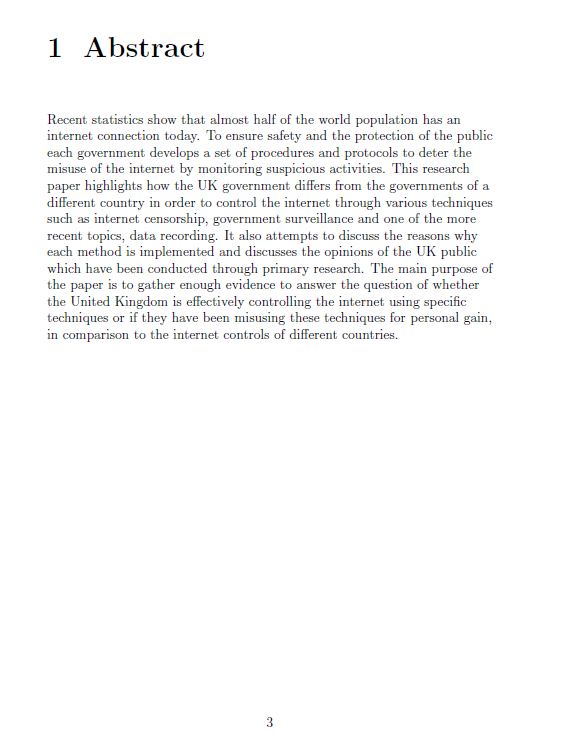 1 Abstract
Recent statistics show that almost half of the world population has an
internet connection today. To ensure safety and the protection of the public
each government develops a set of procedures and protocols to deter the
misuse of the internet by monitoring suspicious activities. This research
paper highlights how the UK government differs from the governments of a
different country in order to control the internet through various techniques
such as internet censorship, government surveillance and one of the more
recent topics, data recording. It also attempts to discuss the reasons why
each method is implemented and discusses the opinions of the UK public
which have been conducted through primary research. The main purpose of
the paper is to gather enough evidence to answer the question of whether
the United Kingdom is effectively controlling the internet using specific
techniques or if they have been misusing these techniques for personal gain,
in comparison to the internet controls of different countries.
3